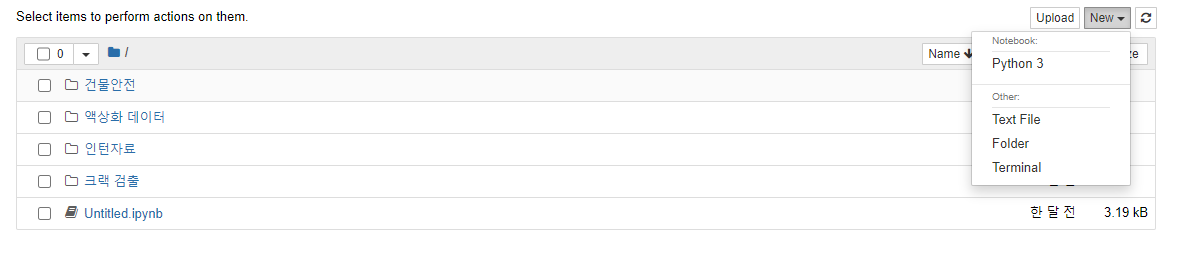 Select items to perform actions on them.
Upload New
0 / Name
Notebook:
Python 3
Other:
Text File
Folder
Terminal
건물안전
액상화 데이터
인턴자료
크랙 검출
Untitled.ipynb 한 달 전 3.19 kB